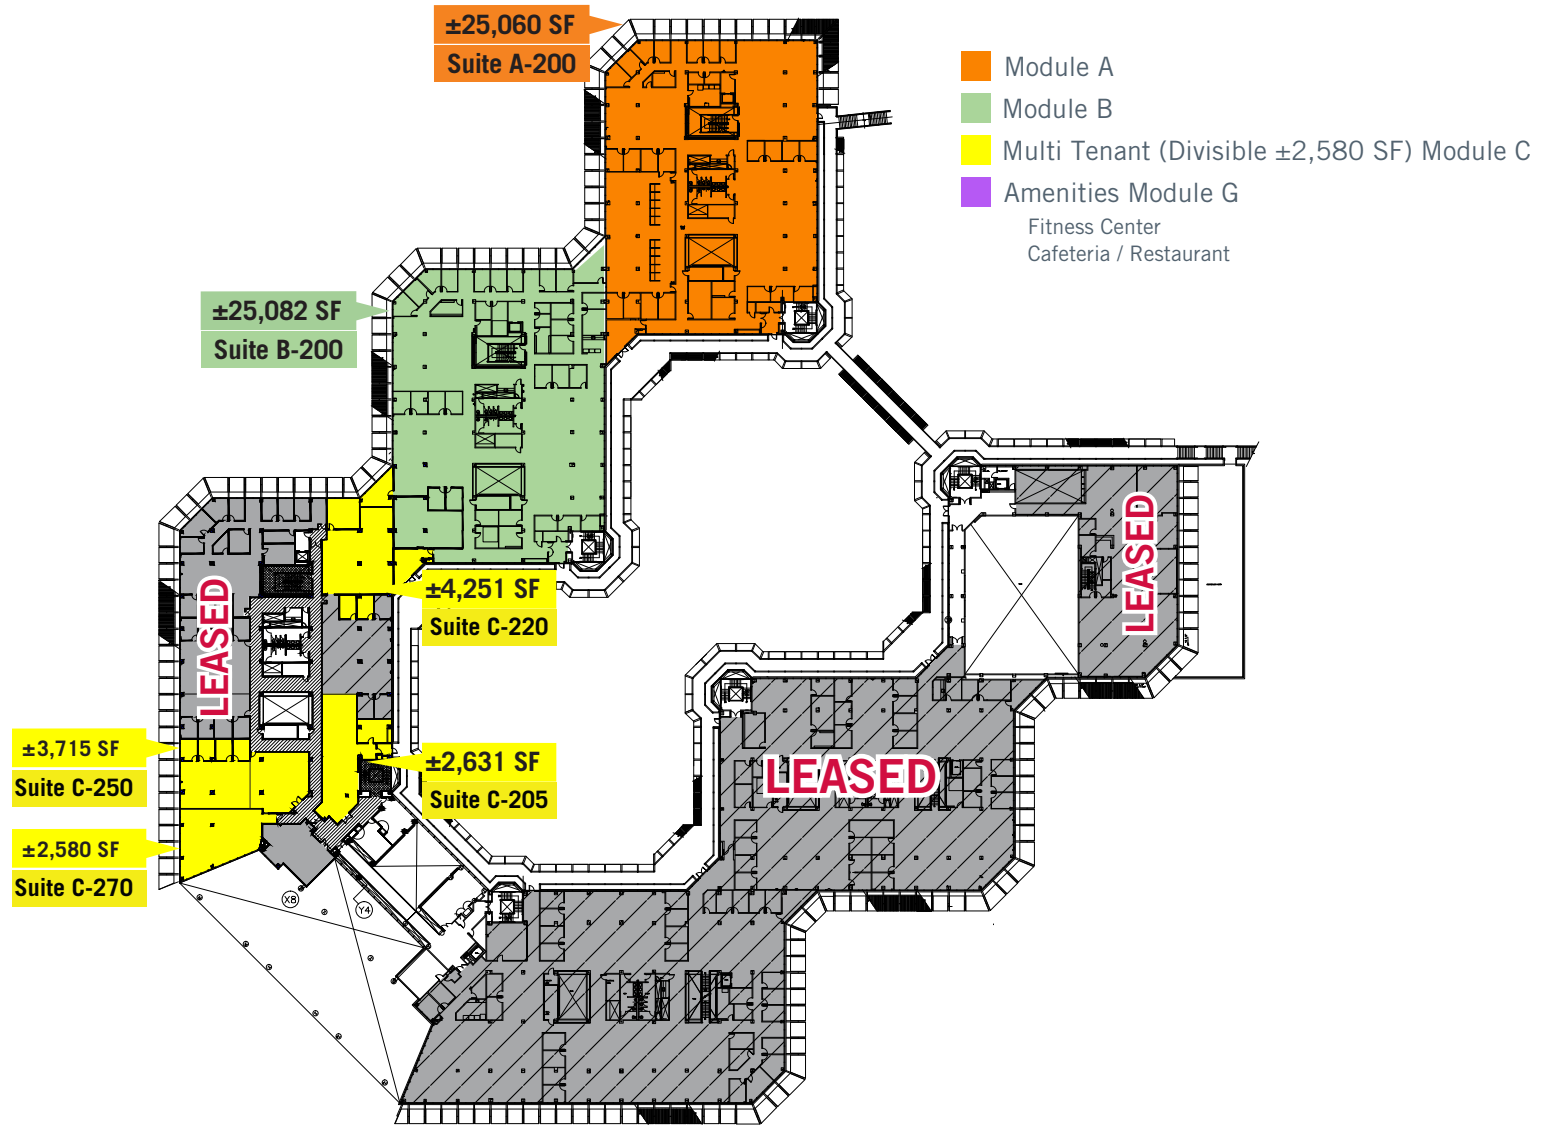 ±25,060 SF
Suite A-200
Module A
Module B
Multi Tenant (Divisible ±2,580 SF) Module C
Amenities Module G
Fitness Center
Cafeteria / Restaurant
±25,082 SF
Suite B-200
LEASED
±4,251 SF
Suite C-220
LEASED
±3,715 SF
Suite C-250
±2,631 SF
Suite C-205
LEASED
±2,580 SF
Suite C-270
X8
Y4